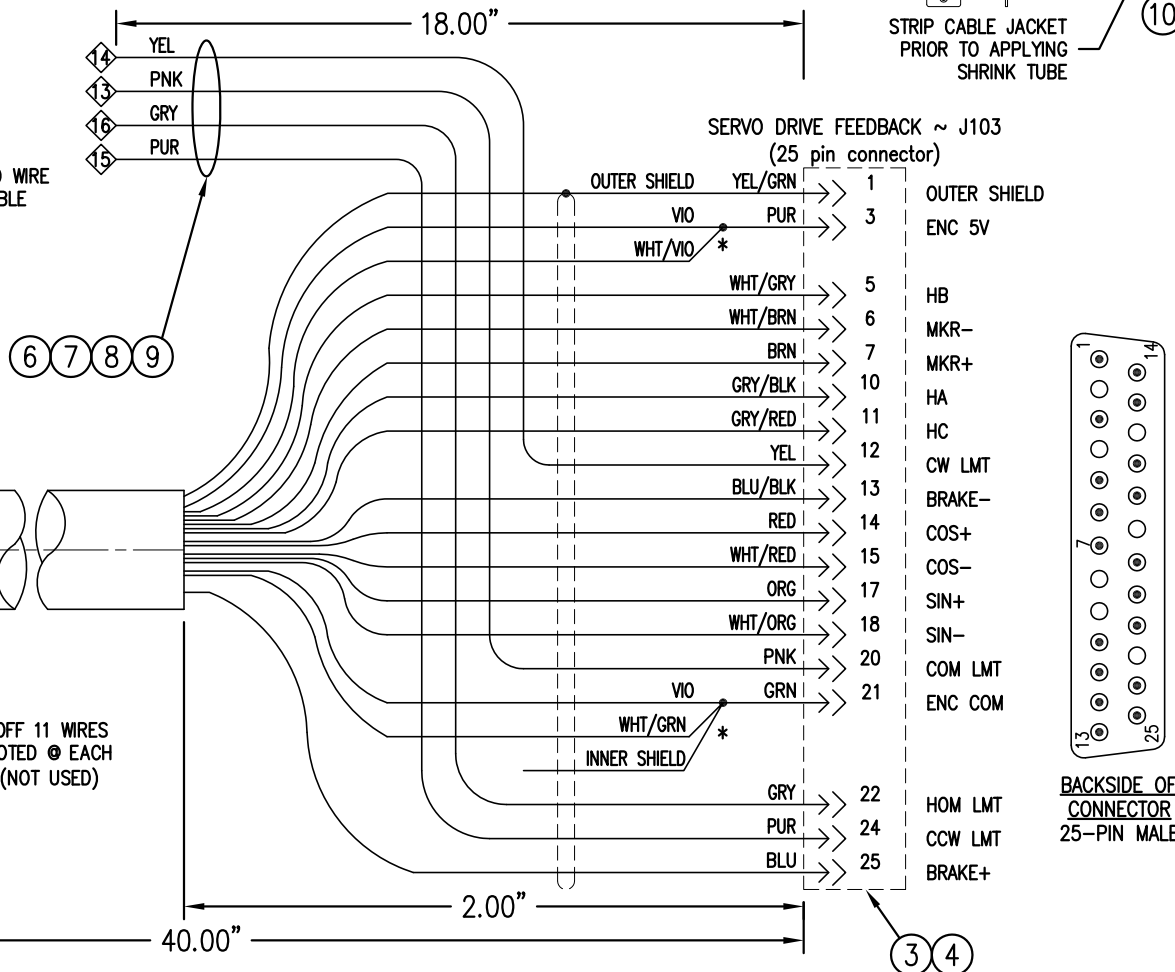 18.00"
10
STRIP CABLE JACKET
PRIOR TO APPLYING
SHRINK TUBE
14 YEL
13 PNK
16 GRY
15 PUR
WIRE
BLE
6 7 8 9
SERVO DRIVE FEEDBACK ~ J103
(25 pin connector)
OUTER SHIELD YEL/GRN 1 OUTER SHIELD
VIO PUR 3 ENC 5V
WHT/VIO *
WHT/GRY 5 HB
WHT/BRN 6 MKR-
BRN 7 MKR+
GRY/BLK 10 HA
GRY/RED 11 HC
YEL 12 CW LMT
BLU/BLK 13 BRAKE-
RED 14 COS+
WHT/RED 15 COS-
ORG 17 SIN+
WHT/ORG 18 SIN-
PNK 20 COM LMT
VIO GRN 21 ENC COM
WHT/GRN *
INNER SHIELD
GRY 22 HOM LMT
PUR 24 CCW LMT
BLU 25 BRAKE+
1 14
7
13 25
BACKSIDE OF
CONNECTOR
25-PIN MALE
OFF 11 WIRES
OTED @ EACH
(NOT USED)
2.00"
40.00"
3 4